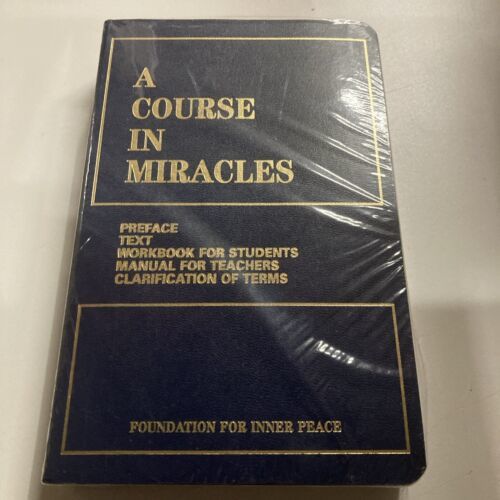 A
COURSE
IN
MIRACLES
PREFACE
TEXT
WORKBOOK FOR STUDENTS
MANUAL FOR TEACHERS
CLARIFICATION OF TERMS
FOUNDATION FOR INNER PEACE